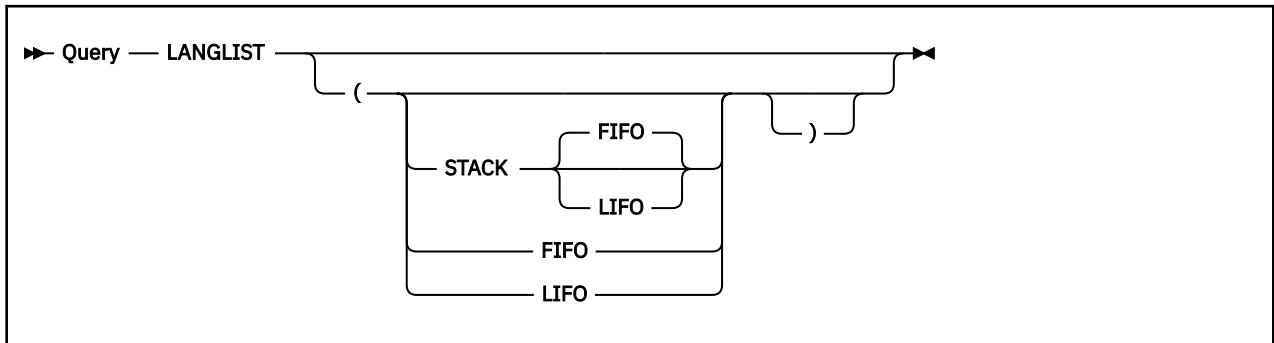 Query LANGLIST
(
)
FIFO
STACK
LIFO
FIFO
LIFO